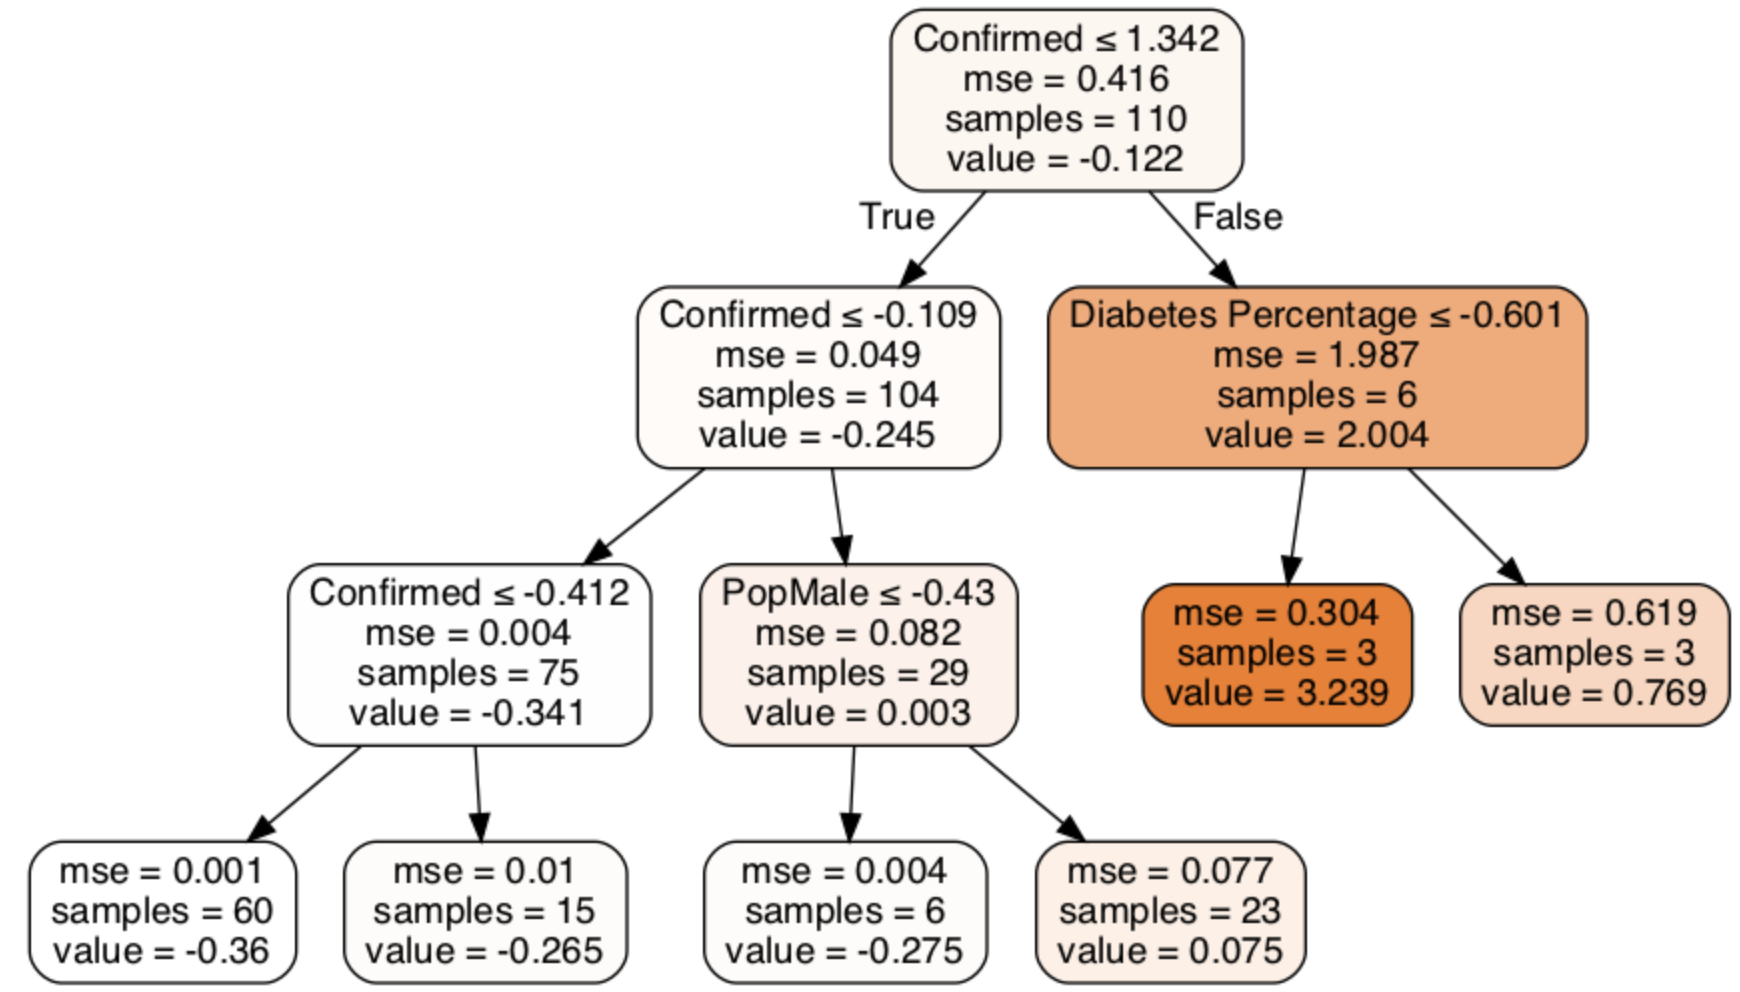 Confirmed ≤ 1.342
mse = 0.416
samples = 110
value = -0.122
True
False
Confirmed ≤ -0.109
mse = 0.049
samples = 104
value = -0.245
Diabetes Percentage ≤ -0.601
mse = 1.987
samples = 6
value = 2.004
Confirmed ≤ -0.412
mse = 0.004
samples = 75
value = -0.341
PopMale ≤ -0.43
mse = 0.082
samples = 29
value = 0.003
mse = 0.304
samples = 3
value = 3.239
mse = 0.619
samples = 3
value = 0.769
mse = 0.001
samples = 60
value = -0.36
mse = 0.01
samples = 15
value = -0.265
mse = 0.004
samples = 6
value = -0.275
mse = 0.077
samples = 23
value = 0.075